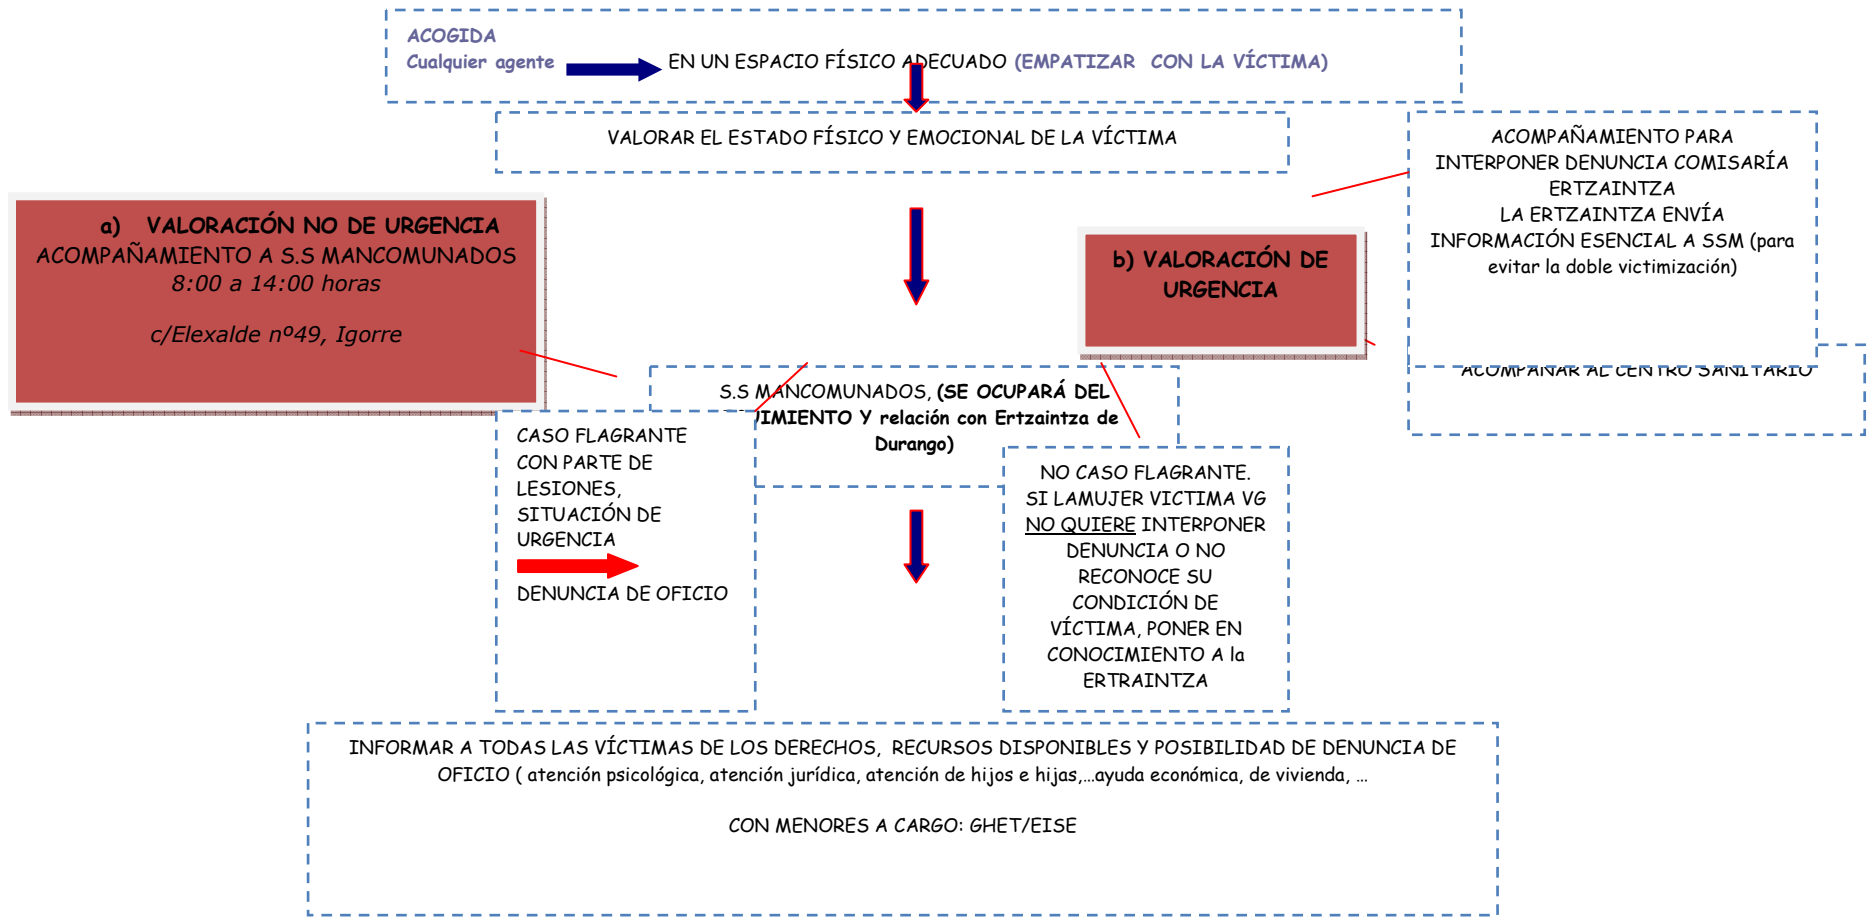 ACOGIDA
Cualquier agente EN UN ESPACIO FÍSICO ADECUADO (EMPATIZAR CON LA VÍCTIMA)
VALORAR EL ESTADO FÍSICO Y EMOCIONAL DE LA VÍCTIMA
a) VALORACIÓN NO DE URGENCIA
ACOMPAÑAMIENTO A S.S MANCOMUNADOS
8:00 a 14:00 horas
c/Elexalde nº49, Igorre
b) VALORACIÓN DE
URGENCIA
ACOMPAÑAMIENTO PARA
INTERPONER DENUNCIA COMISARÍA
ERTZAINTZA
LA ERTZAINTZA ENVÍA
INFORMACIÓN ESENCIAL A SSM (para
evitar la doble victimización)
ACOMPAÑAR AL CENTRO SANITARIO
S.S MANCOMUNADOS, (SE OCUPARÁ DEL
Y relación con Ertzaintza de
Durango)
CASO FLAGRANTE
CON PARTE DE
LESIONES,
SITUACIÓN DE
URGENCIA
DENUNCIA DE OFICIO
NO CASO FLAGRANTE.
SI LAMUJER VICTIMA VG
NO QUIERE INTERPONER
DENUNCIA O NO
RECONOCE SU
CONDICIÓN DE
VÍCTIMA, PONER EN
CONOCIMIENTO A la
ERTRAINTZA
INFORMAR A TODAS LAS VÍCTIMAS DE LOS DERECHOS, RECURSOS DISPONIBLES Y POSIBILIDAD DE DENUNCIA DE
OFICIO ( atención psicológica, atención jurídica, atención de hijos e hijas,…ayuda económica, de vivienda, …
CON MENORES A CARGO: GHET/EISE